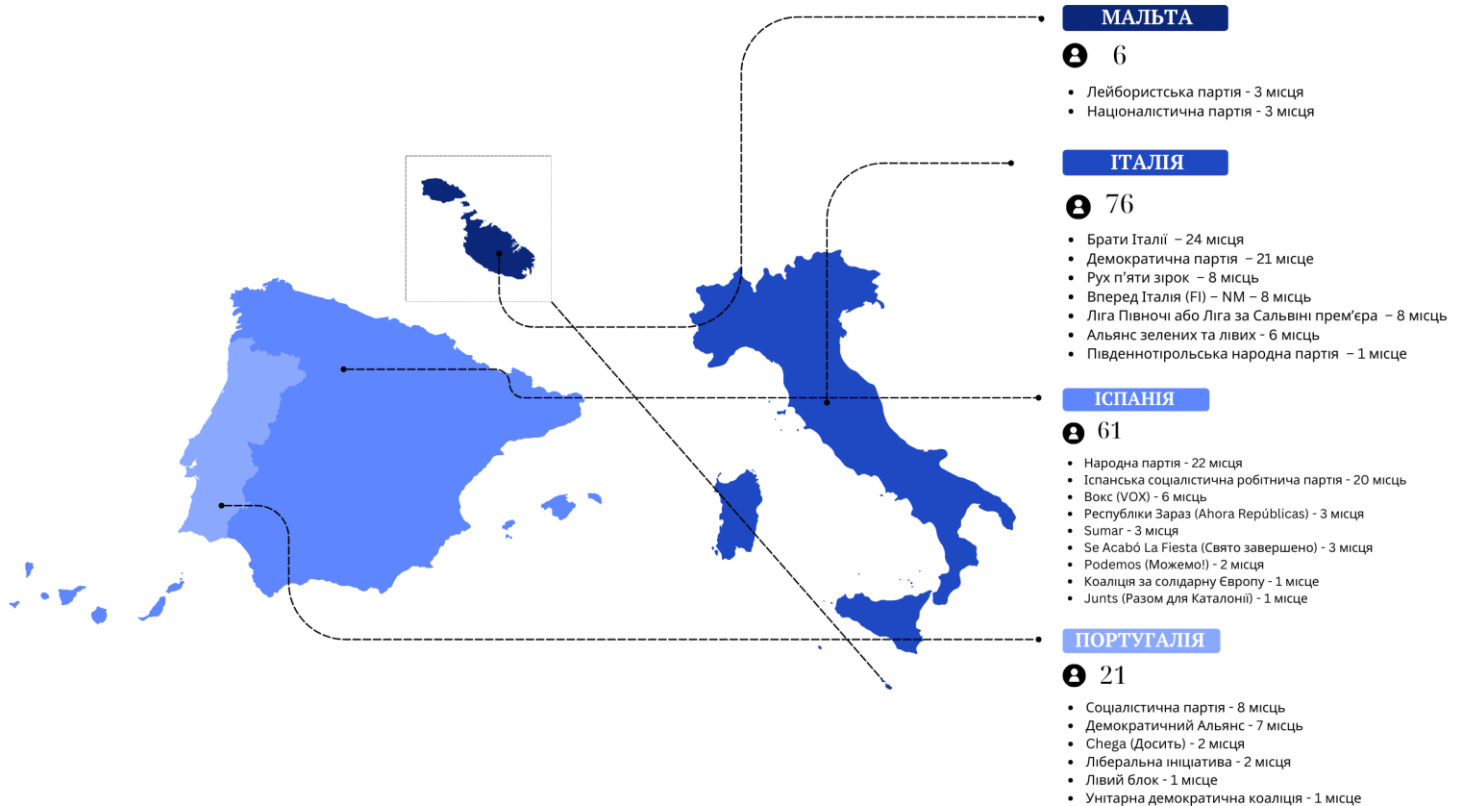 МАЛЬТА
6
• Лейбористська партія - 3 місця
• Націоналістична партія - 3 місця
ІТАЛІЯ
76
• Брати Італії – 24 місця
• Демократична партія – 21 місце
• Рух п’яти зірок – 8 місць
• Вперед Італія (FI) – NM – 8 місць
• Ліга Півночі або Ліга за Сальвіні прем’єра – 8 місць
• Альянс зелених та лівих - 6 місць
• Південнотірольська народна партія – 1 місце
ІСПАНІЯ
61
• Народна партія - 22 місця
• Іспанська соціалістична робітнича партія - 20 місць
• Вокс (VOX) - 6 місць
• Республіки Зараз (Ahora Repúblicas) - 3 місця
• Sumar - 3 місця
• Se Acabó La Fiesta (Свято завершено) - 3 місця
• Podemos (Можемо!) - 2 місця
• Коаліція за солідарну Європу - 1 місце
• Junts (Разом для Каталонії) - 1 місце
ПОРТУГАЛІЯ
21
• Соціалістична партія - 8 місць
• Демократичний Альянс - 7 місць
• Chega (Досить) - 2 місця
• Ліберальна ініціатива - 2 місця
• Лівий блок - 1 місце
• Унітарна демократична коаліція - 1 місце